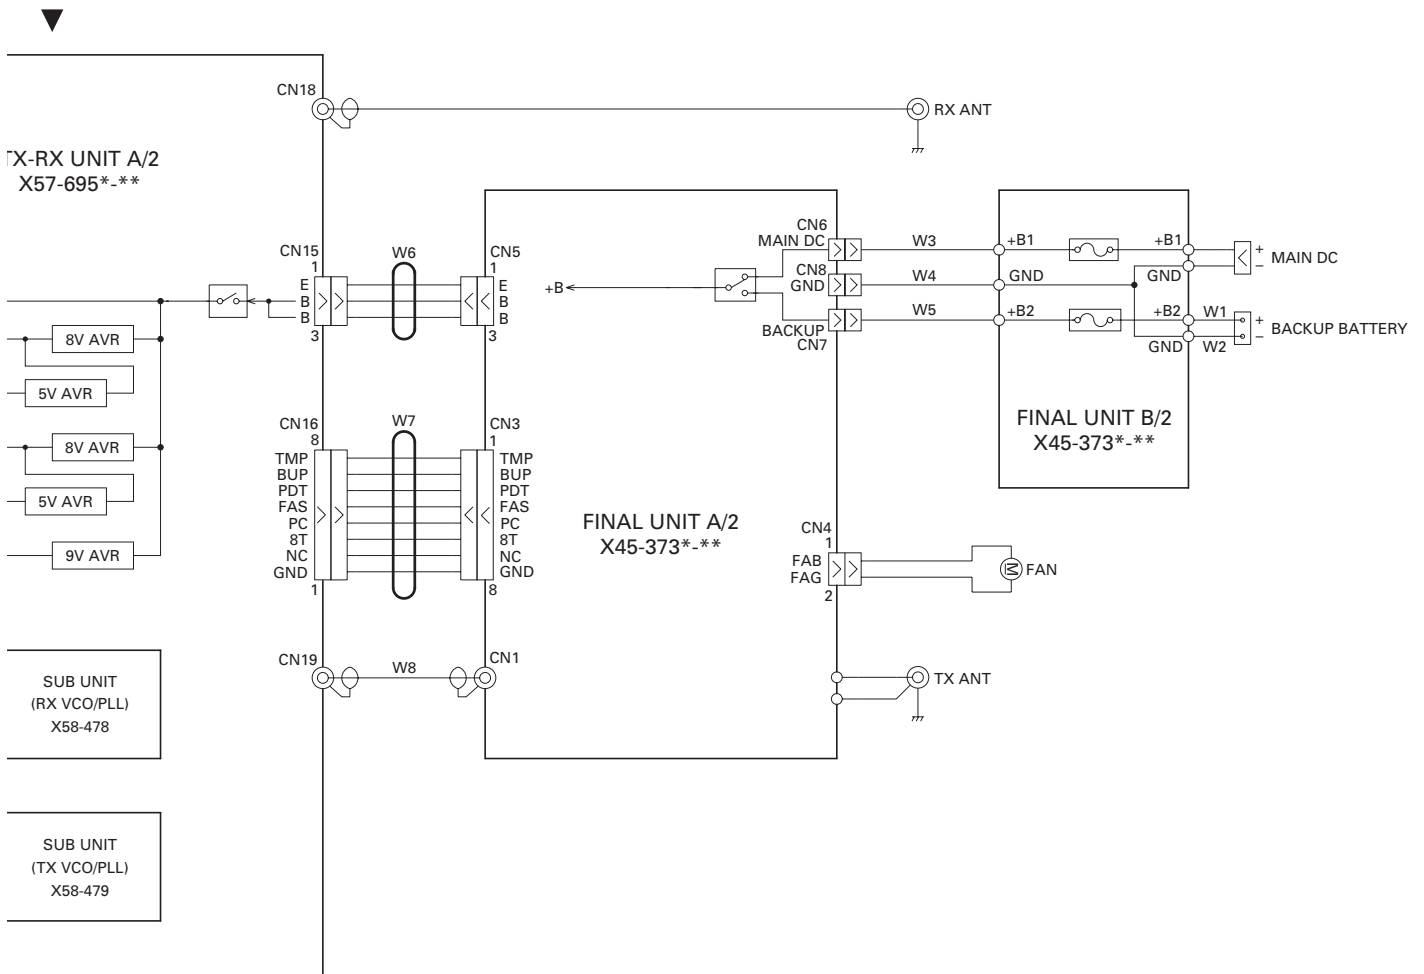 CN18
RX ANT
TX-RX UNIT A/2
X57-695*-**
CN15
1
E
B
B
3
W6
CN5
1
E
B
B
3
+B
CN6
MAIN DC
CN8
GND
BACKUP
CN7
W3
W4
W5
+B1
+B1
GND
GND
+B2
+B2
GND
W1
W2
+
−
MAIN DC
+
−
BACKUP BATTERY
FINAL UNIT B/2
X45-373*-**
8V AVR
5V AVR
8V AVR
5V AVR
9V AVR
CN16
8
TMP
BUP
PDT
FAS
PC
8T
NC
GND
1
W7
CN3
1
TMP
BUP
PDT
FAS
PC
8T
NC
GND
8
FINAL UNIT A/2
X45-373*-**
CN4
1
FAB
FAG
2
M
FAN
CN19
W8
CN1
TX ANT
SUB UNIT
(RX VCO/PLL)
X58-478
SUB UNIT
(TX VCO/PLL)
X58-479